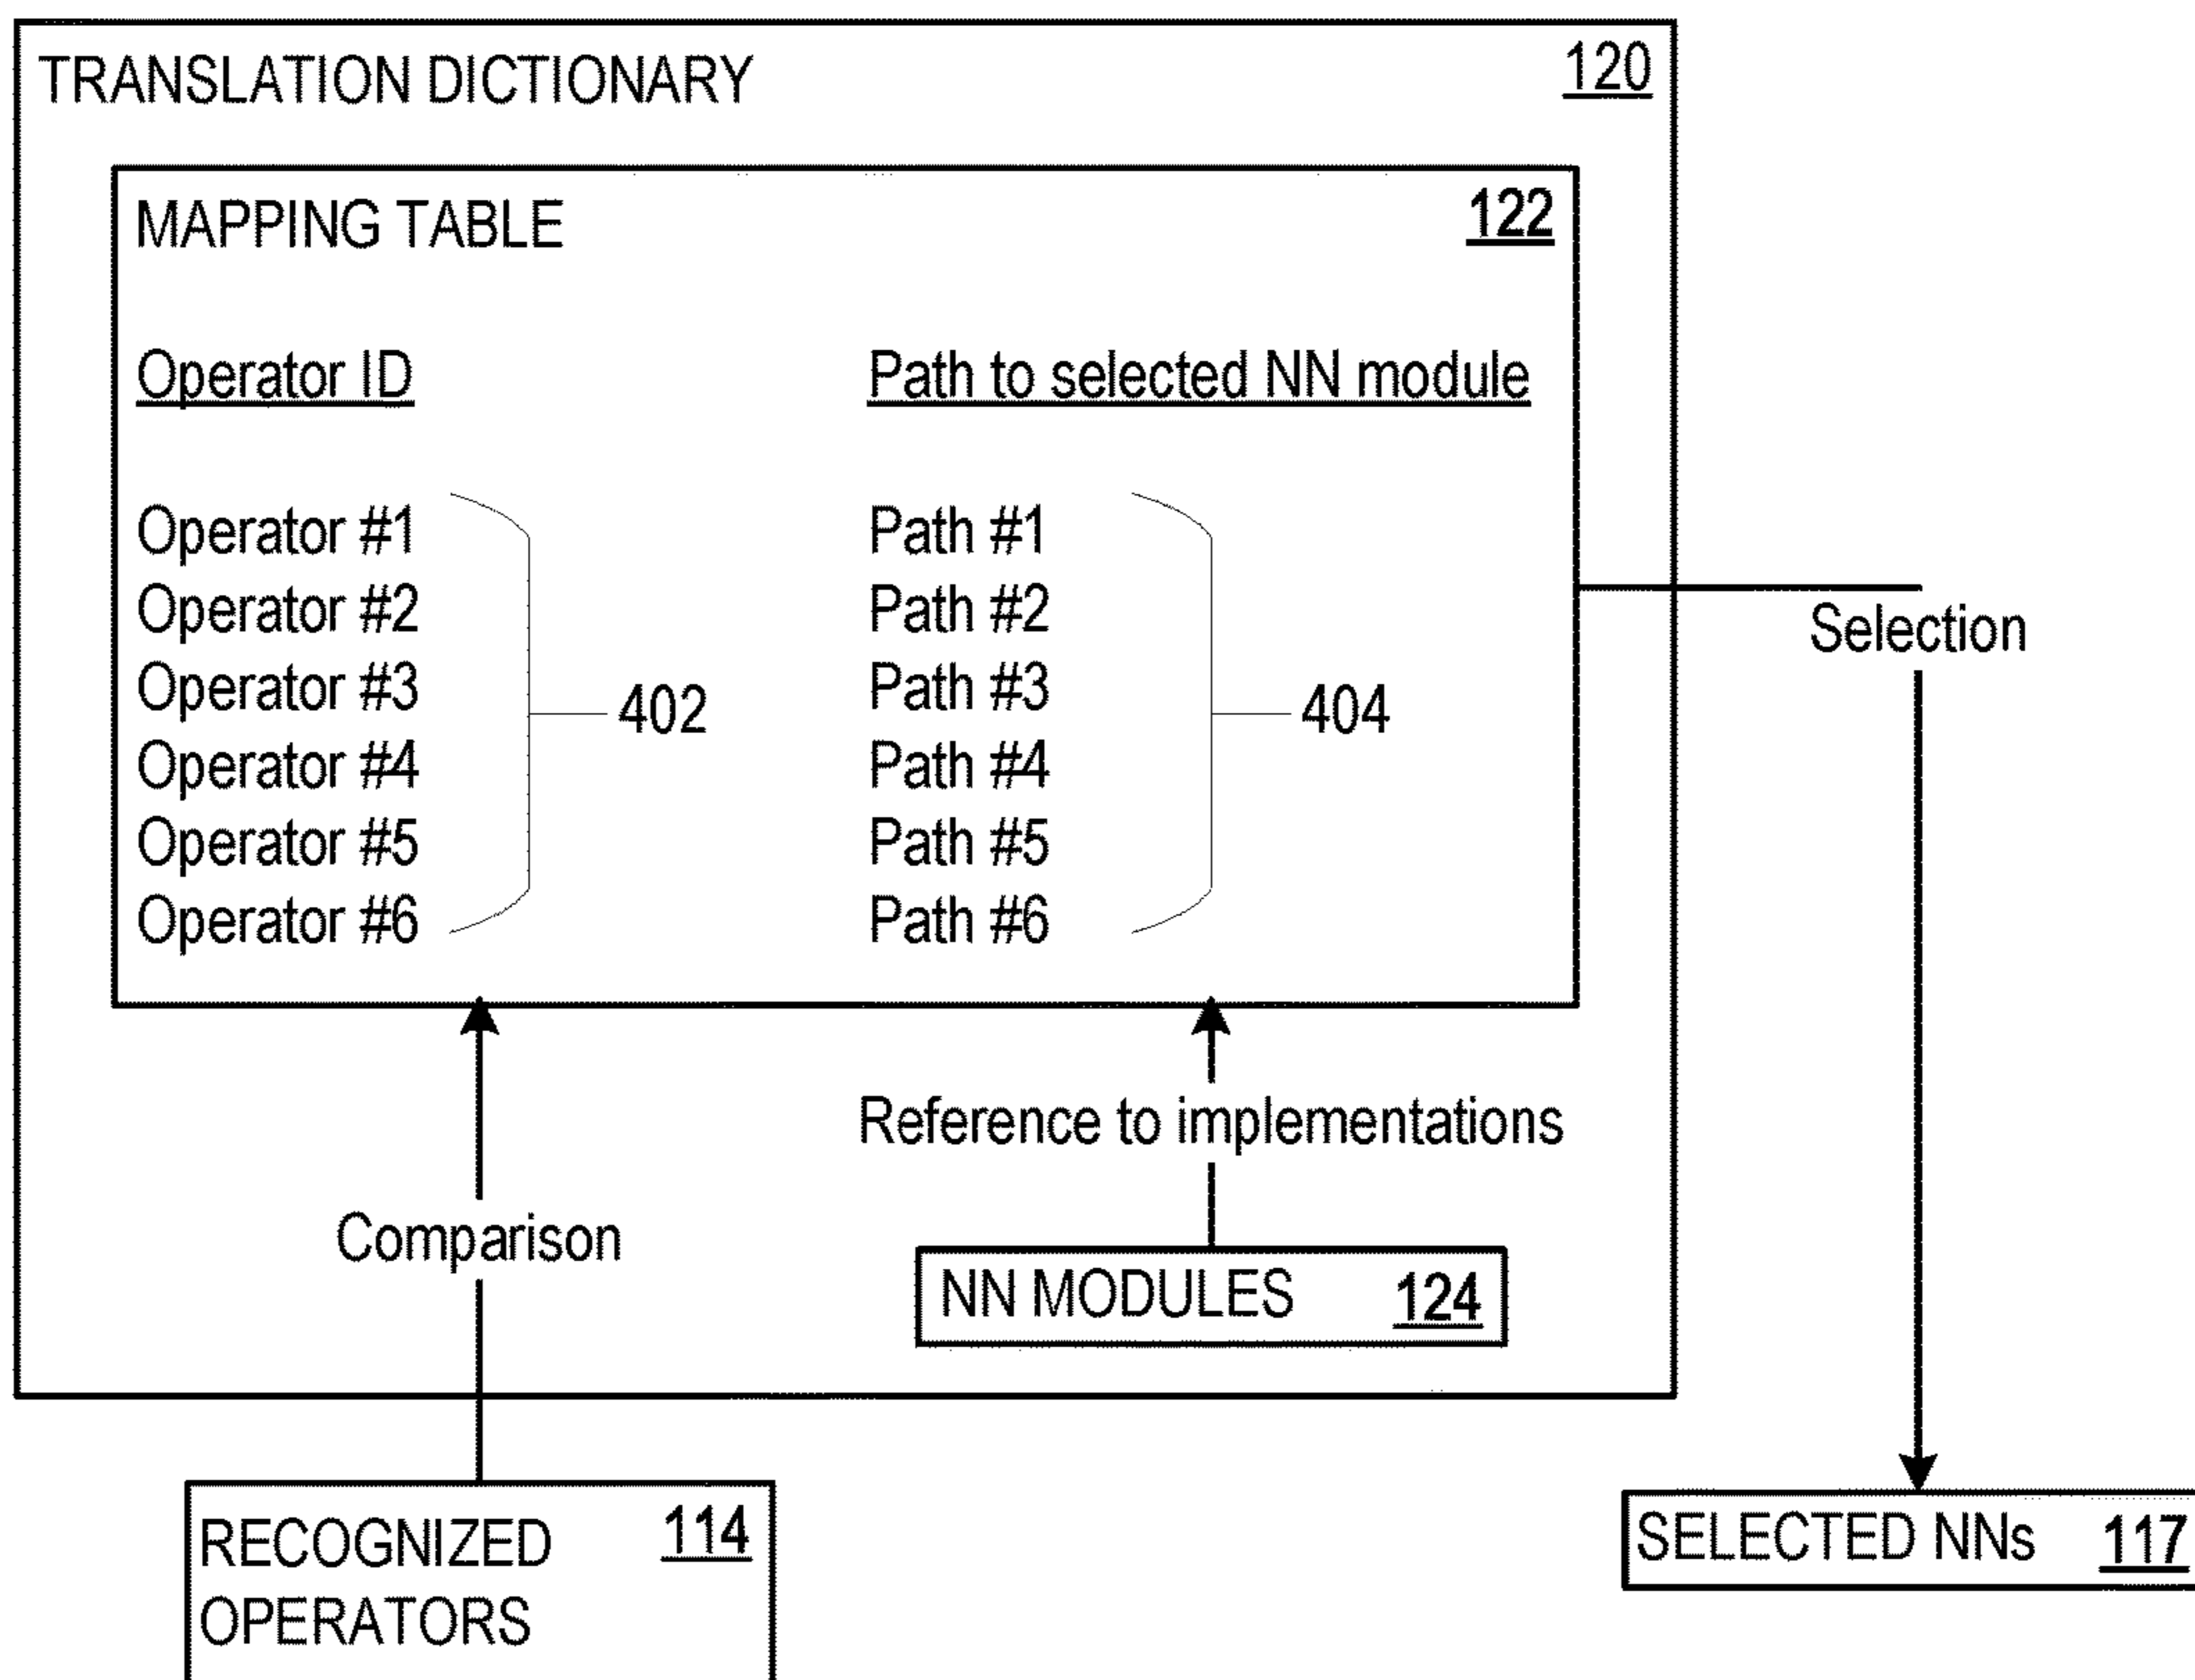 TRANSLATION DICTIONARY 120
MAPPING TABLE 122
Operator ID Path to selected NN module
Operator #1 Path #1
Operator #2 Path #2
Operator #3 Path #3
402 404
Operator #4 Path #4
Operator #5 Path #5
Operator #6 Path #6
Selection
Reference to implementations
Comparison
NN MODULES 124
RECOGNIZED 114
OPERATORS
SELECTED NNs 117